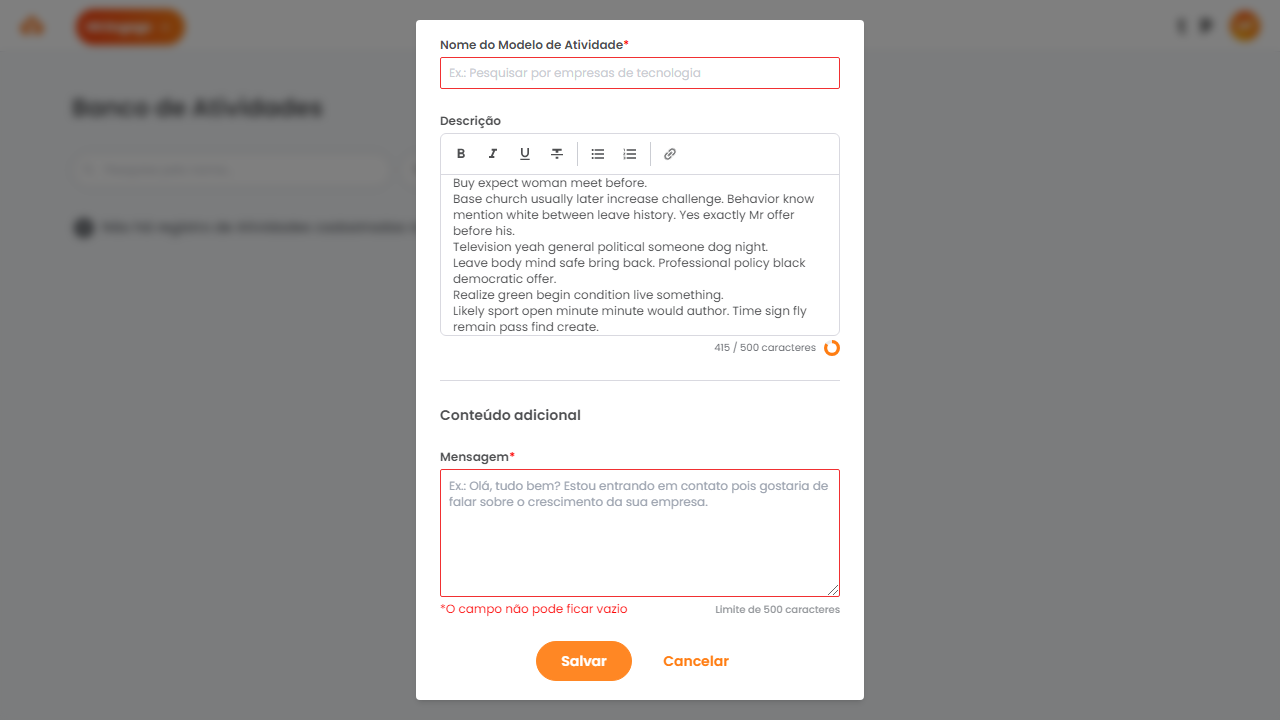 Nome do Modelo de Atividade*
Ex.: Pesquisar por empresas de tecnologia
Descrição
B I U
Buy expect woman meet before.
Base church usually later increase challenge. Behavior know
mention white between leave history. Yes exactly Mr offer
before his.
Television yeah general political someone dog night.
Leave body mind safe bring back. Professional policy black
democratic offer.
Realize green begin condition live something.
Likely sport open minute minute would author. Time sign fly
remain pass find create.
415 / 500 caracteres
Conteúdo adicional
Mensagem*
Ex.: Olá, tudo bem? Estou entrando em contato pois gostaria de
falar sobre o crescimento da sua empresa.
*O campo não pode ficar vazio
Limite de 500 caracteres
Salvar
Cancelar
Banco de Atividades